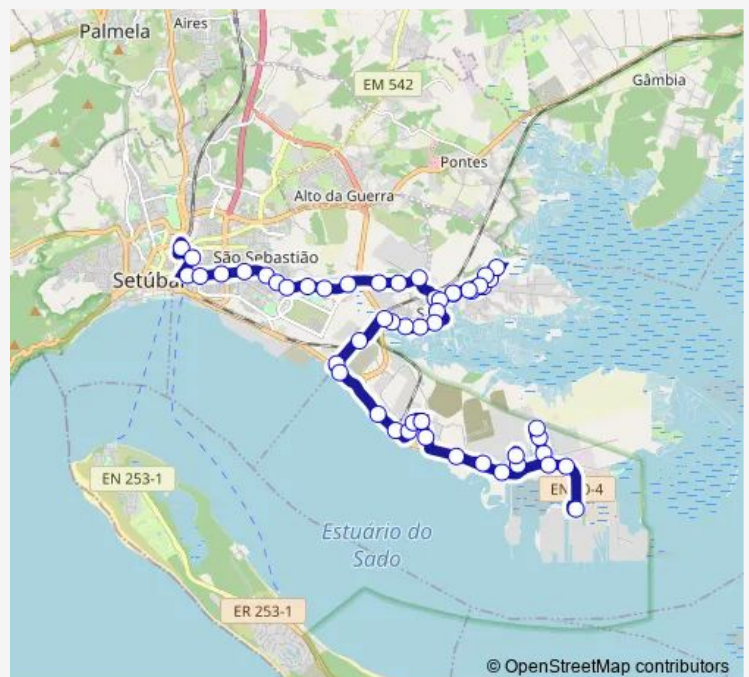 Palmela
Aires
EM 542
Gâmbia
Pontes
Alto da Guerra
São Sebastião
Setúbal
EN 253-1
Estuário do
Sado
ER 253-1
© OpenStreetMap contributors